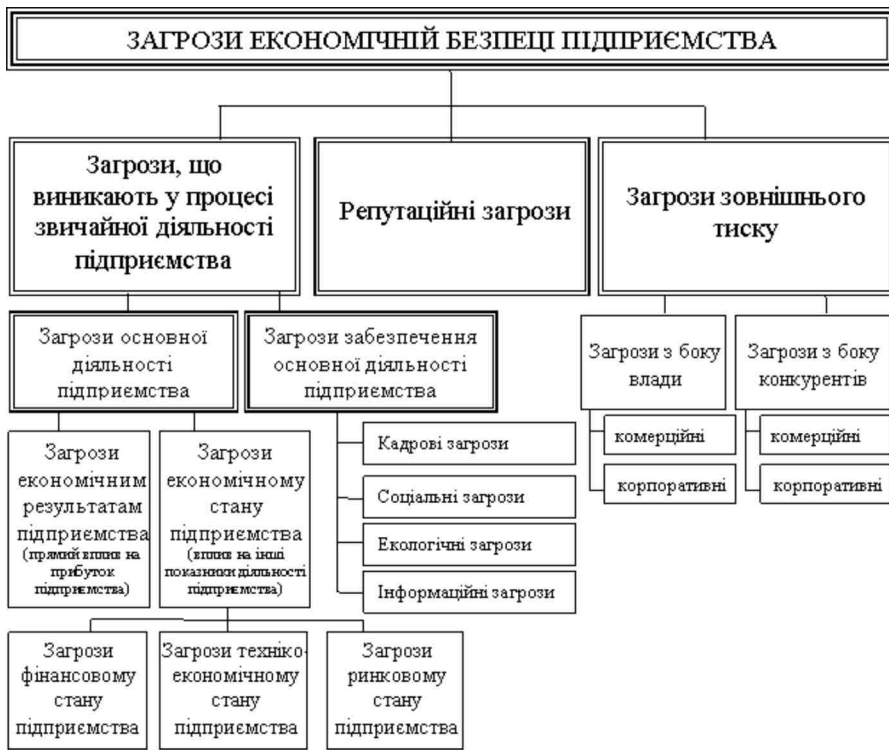 ЗАГРОЗИ ЕКОНОМІЧНІЙ БЕЗПЕЦІ ПІДПРИЄМСТВА
Загрози, що
виникають у процесі
звичайної діяльності
підприємства
Репутаційні загрози
Загрози зовнішнього
тиску
Загрози основної
діяльності
підприємства
Загрози забезпечення
основної діяльності
підприємства
Загрози з боку
влади
Загрози з боку
конкурентів
комерційні
корпоративні
комерційні
корпоративні
Загрози
економічним
результатам
підприємства
(прямий вплив на
прибуток
підприємства)
Загрози
економічному
стану
підприємства
(вплив на інші
показники діяльності
підприємства)
Кадрові загрози
Соціальні загрози
Екологічні загрози
Інформаційні загрози
Загрози
фінансовому
стану
підприємства
Загрози техніко-
економічному
стану
підприємства
Загрози
ринковому
стану
підприємства